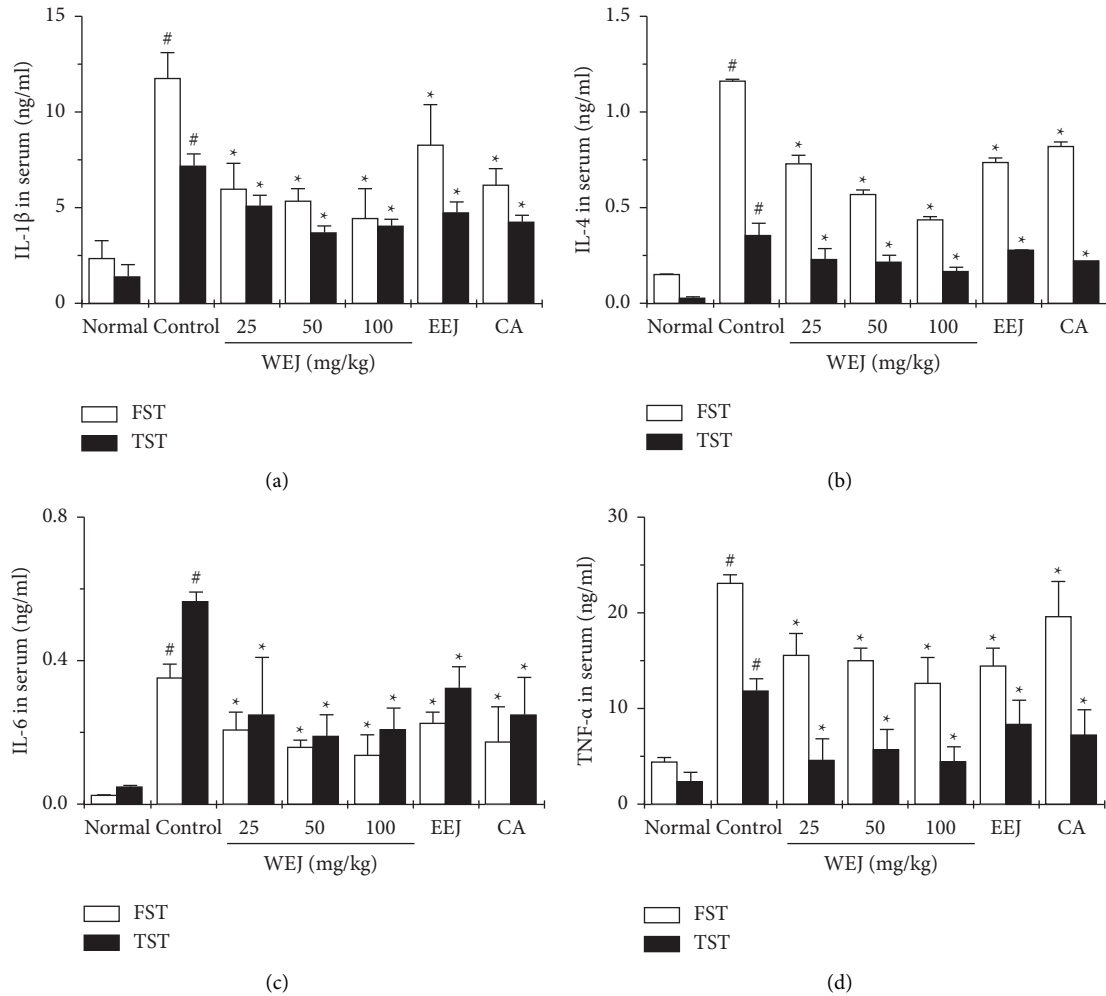 15
10
5
0
IL-1β in serum (ng/ml)
#
#
*
*
*
*
*
*
*
*
*
*
Normal Control 25 50 100 EEJ CA
WEJ (mg/kg)
FST
TST
(a)
1.5
1.0
0.5
0.0
IL-4 in serum (ng/ml)
#
#
*
*
*
*
*
*
*
*
*
*
Normal Control 25 50 100 EEJ CA
WEJ (mg/kg)
FST
TST
(b)
0.8
0.4
0.0
IL-6 in serum (ng/ml)
#
#
*
*
*
*
*
*
*
*
*
*
Normal Control 25 50 100 EEJ CA
WEJ (mg/kg)
FST
TST
(c)
30
20
10
0
TNF-α in serum (ng/ml)
#
#
*
*
*
*
*
*
*
*
*
*
Normal Control 25 50 100 EEJ CA
WEJ (mg/kg)
FST
TST
(d)